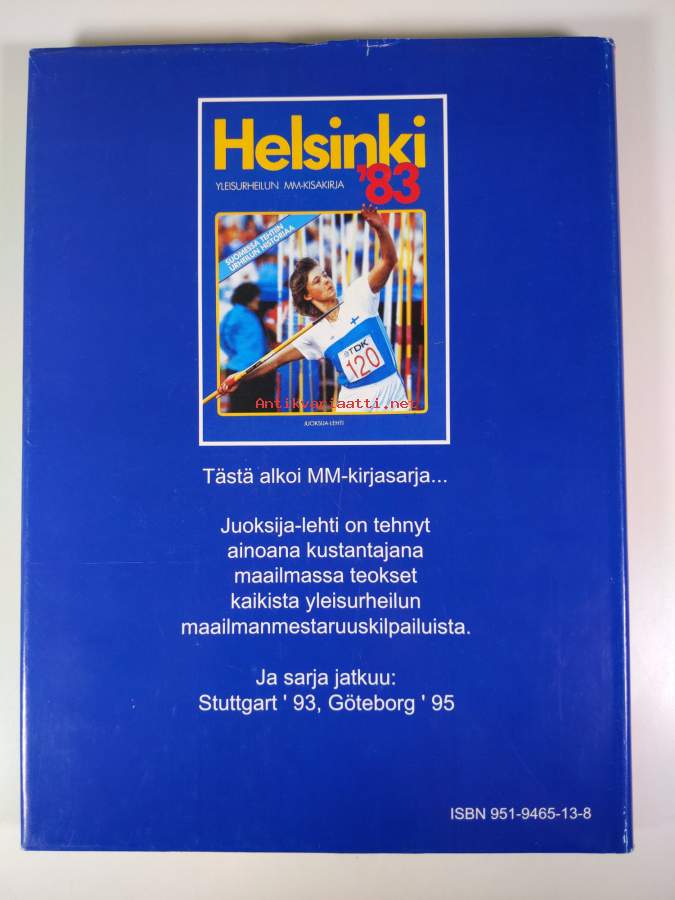 Helsinki
'83
YLEISURHEILUN MM-KISAKIRJA
SUOMESSA TEHTIIN
URHEILUN HISTORIAA
TDK
120
Antikvariaatti.net
JUOKSIJA-LEHTI
Tästä alkoi MM-kirjasarja...
Juoksija-lehti on tehnyt
ainoana kustantajana
maailmassa teokset
kaikista yleisurheilun
maailmanmestaruuskilpailuista.
Ja sarja jatkuu:
Stuttgart ' 93, Göteborg ' 95
ISBN 951-9465-13-8